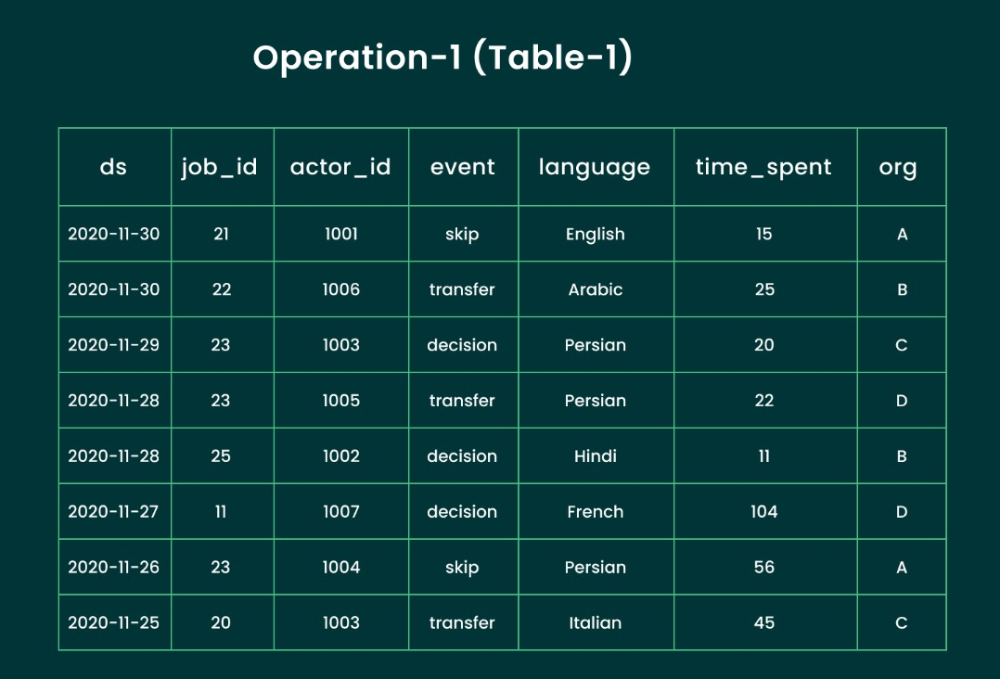 Operation-1 (Table-1)
ds job_id actor_id event language time_spent org
2020-11-30 21 1001 skip English 15 A
2020-11-30 22 1006 transfer Arabic 25 B
2020-11-29 23 1003 decision Persian 20 C
2020-11-28 23 1005 transfer Persian 22 D
2020-11-28 25 1002 decision Hindi 11 B
2020-11-27 11 1007 decision French 104 D
2020-11-26 23 1004 skip Persian 56 A
2020-11-25 20 1003 transfer Italian 45 C